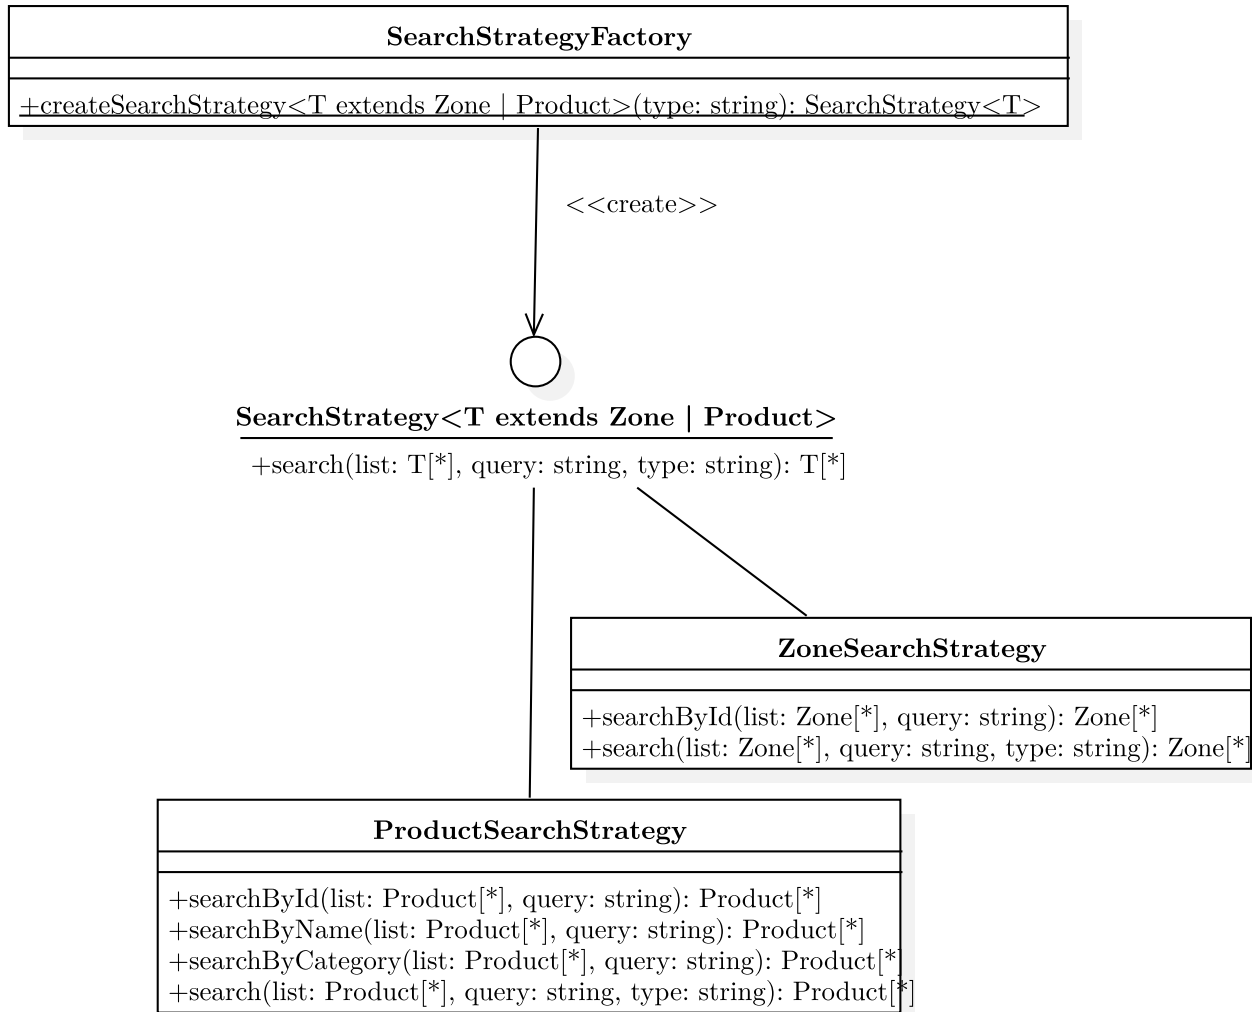 SearchStrategyFactory
+createSearchStrategy<T extends Zone | Product>(type: string): SearchStrategy<T>
<<create>>
SearchStrategy<T extends Zone | Product>
+search(list: T[*], query: string, type: string): T[*]
ZoneSearchStrategy
+searchById(list: Zone[*], query: string): Zone[*]
+search(list: Zone[*], query: string, type: string): Zone[*]
ProductSearchStrategy
+searchById(list: Product[*], query: string): Product[*]
+searchByName(list: Product[*], query: string): Product[*]
+searchByCategory(list: Product[*], query: string): Product[*]
+search(list: Product[*], query: string, type: string): Product[*]